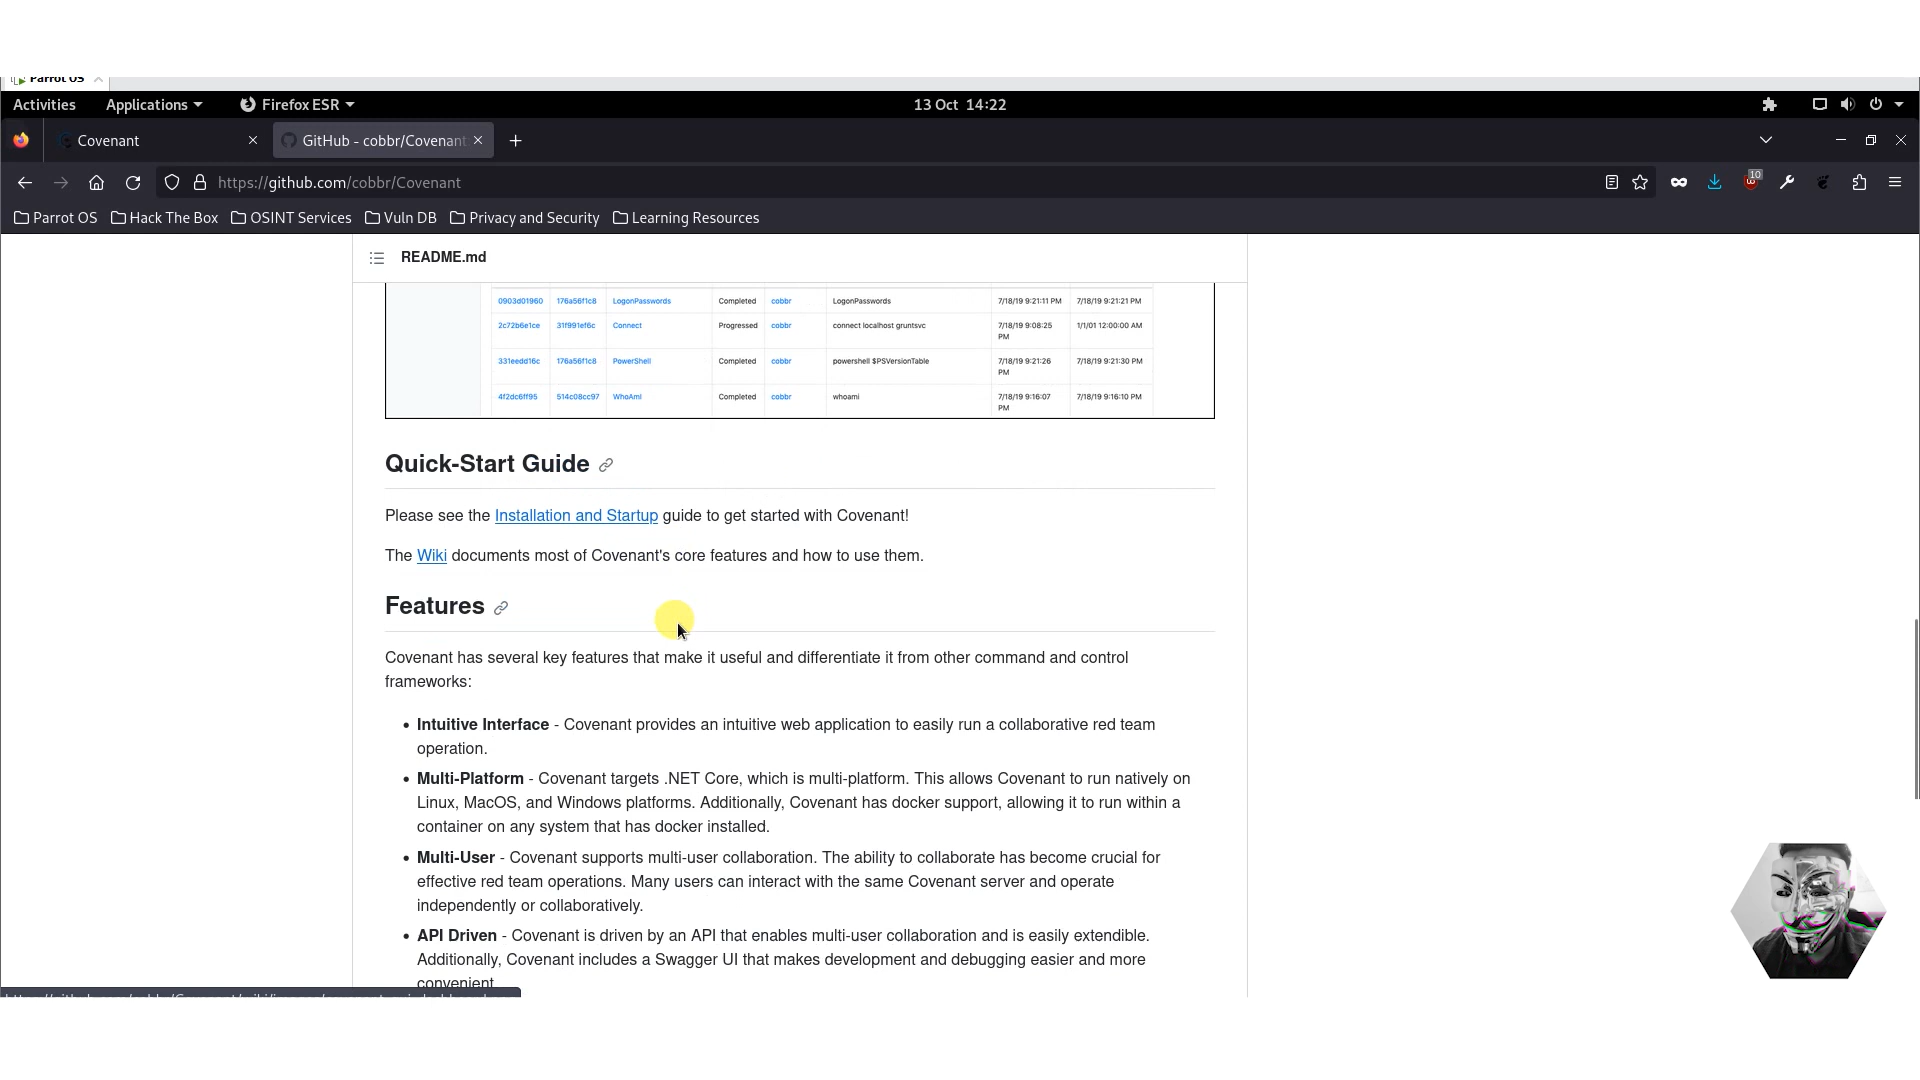 Parrot OS
Activities Applications Firefox ESR 13 Oct 14:22
Covenant GitHub - cobbr/Covenant
https://github.com/cobbr/Covenant 10
Parrot OS Hack The Box OSINT Services Vuln DB Privacy and Security Learning Resources
README.md
0903d01960 176a56f1c8 LogonPasswords Completed cobbr LogonPasswords 7/18/19 9:21:11 PM 7/18/19 9:21:21 PM
2c72b6e1ce 31f991ef6c Connect Progressed cobbr connect localhost gruntsvc 7/18/19 9:08:25 1/1/01 12:00:00 AM
PM
331eedd16c 176a56f1c8 PowerShell Completed cobbr powershell $PSVersionTable 7/18/19 9:21:26 7/18/19 9:21:30 PM
PM
4f2dc6ff95 514c08cc97 WhoAmI Completed cobbr whoami 7/18/19 9:16:07 7/18/19 9:16:10 PM
PM
Quick-Start Guide
Please see the Installation and Startup guide to get started with Covenant!
The Wiki documents most of Covenant's core features and how to use them.
Features
Covenant has several key features that make it useful and differentiate it from other command and control
frameworks:
• Intuitive Interface - Covenant provides an intuitive web application to easily run a collaborative red team
operation.
• Multi-Platform - Covenant targets .NET Core, which is multi-platform. This allows Covenant to run natively on
Linux, MacOS, and Windows platforms. Additionally, Covenant has docker support, allowing it to run within a
container on any system that has docker installed.
• Multi-User - Covenant supports multi-user collaboration. The ability to collaborate has become crucial for
effective red team operations. Many users can interact with the same Covenant server and operate
independently or collaboratively.
• API Driven - Covenant is driven by an API that enables multi-user collaboration and is easily extendible.
Additionally, Covenant includes a Swagger UI that makes development and debugging easier and more
convenient